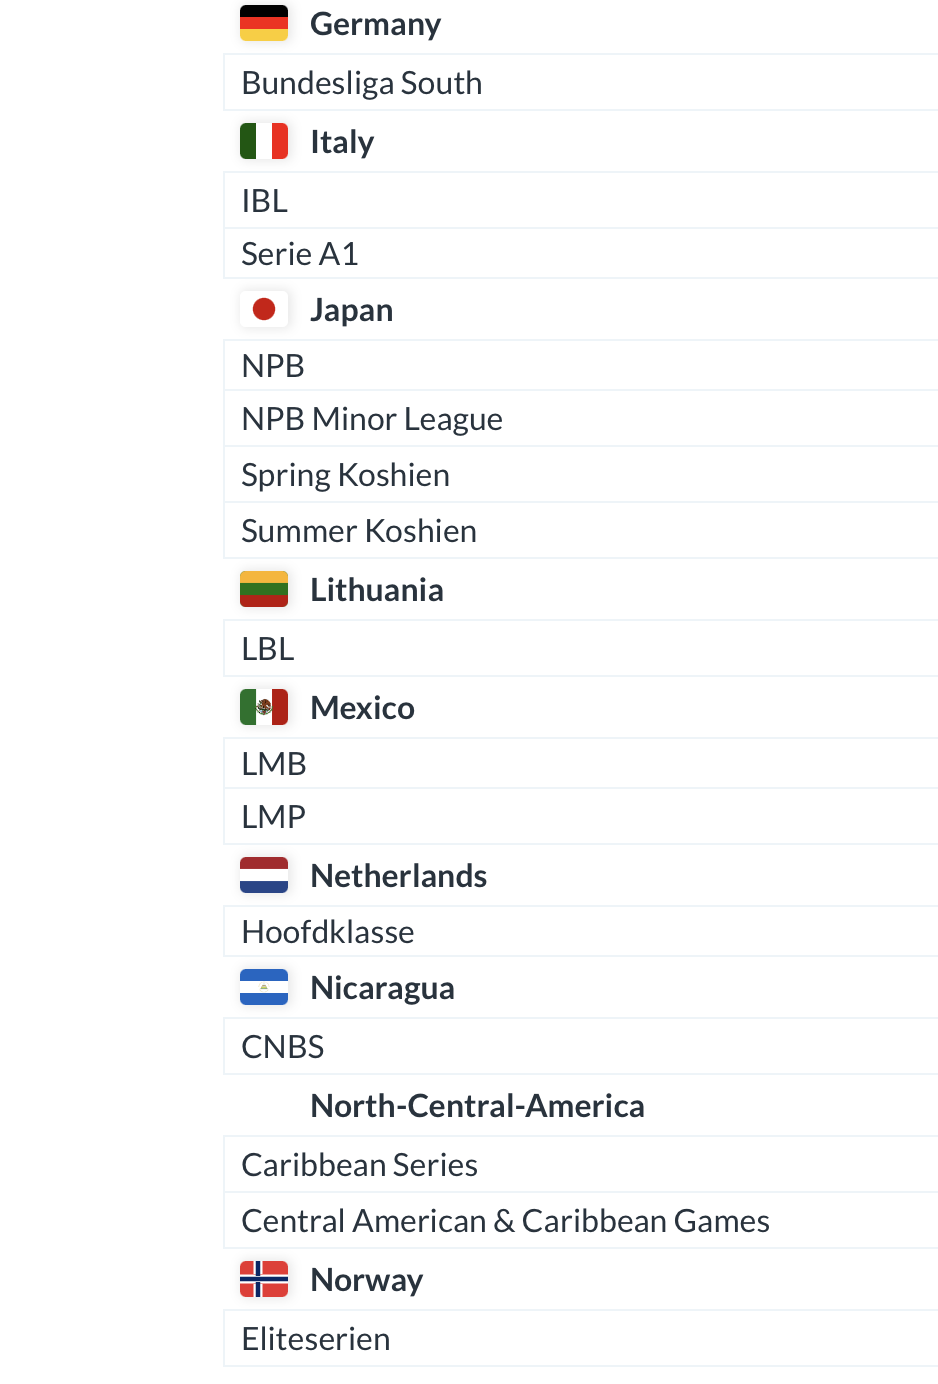 Germany
Bundesliga South
Italy
IBL
Serie A1
Japan
NPB
NPB Minor League
Spring Koshien
Summer Koshien
Lithuania
LBL
Mexico
LMB
LMP
Netherlands
Hoofdklasse
Nicaragua
CNBS
North-Central-America
Caribbean Series
Central American & Caribbean Games
Norway
Eliteserien